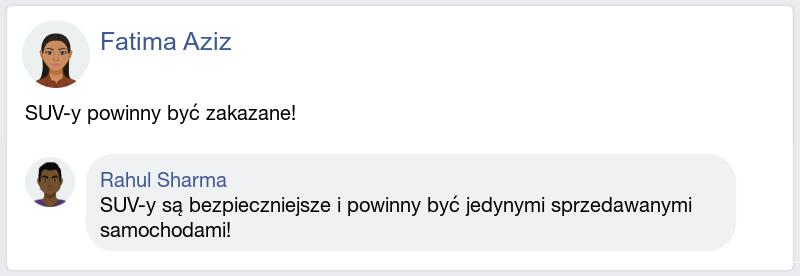 Fatima Aziz
SUV-y powinny być zakazane!
Rahul Sharma
SUV-y są bezpieczniejsze i powinny być jedynymi sprzedawanymi
samochodami!